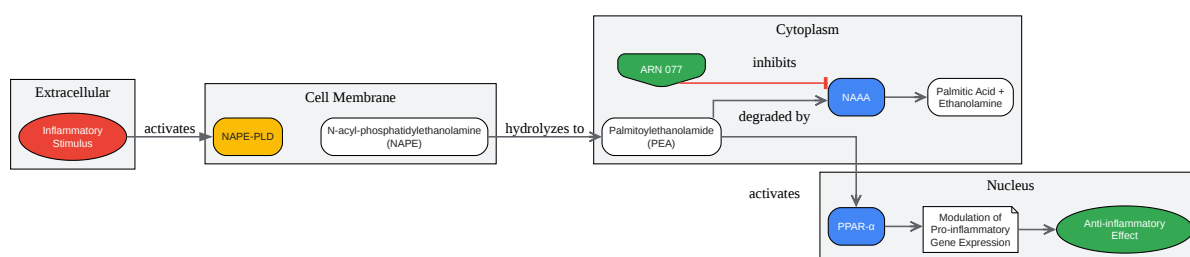 Extracellular
Inflammatory
Stimulus
activates
Cell Membrane
NAPE-PLD
N-acyl-phosphatidylethanolamine
(NAPE)
hydrolyzes to
Cytoplasm
ARN 077
inhibits
NAAA
Palmitic Acid +
Ethanolamine
Palmitoylethanolamide
(PEA)
degraded by
activates
Nucleus
PPAR-α
Modulation of
Pro-inflammatory
Gene Expression
Anti-inflammatory
Effect